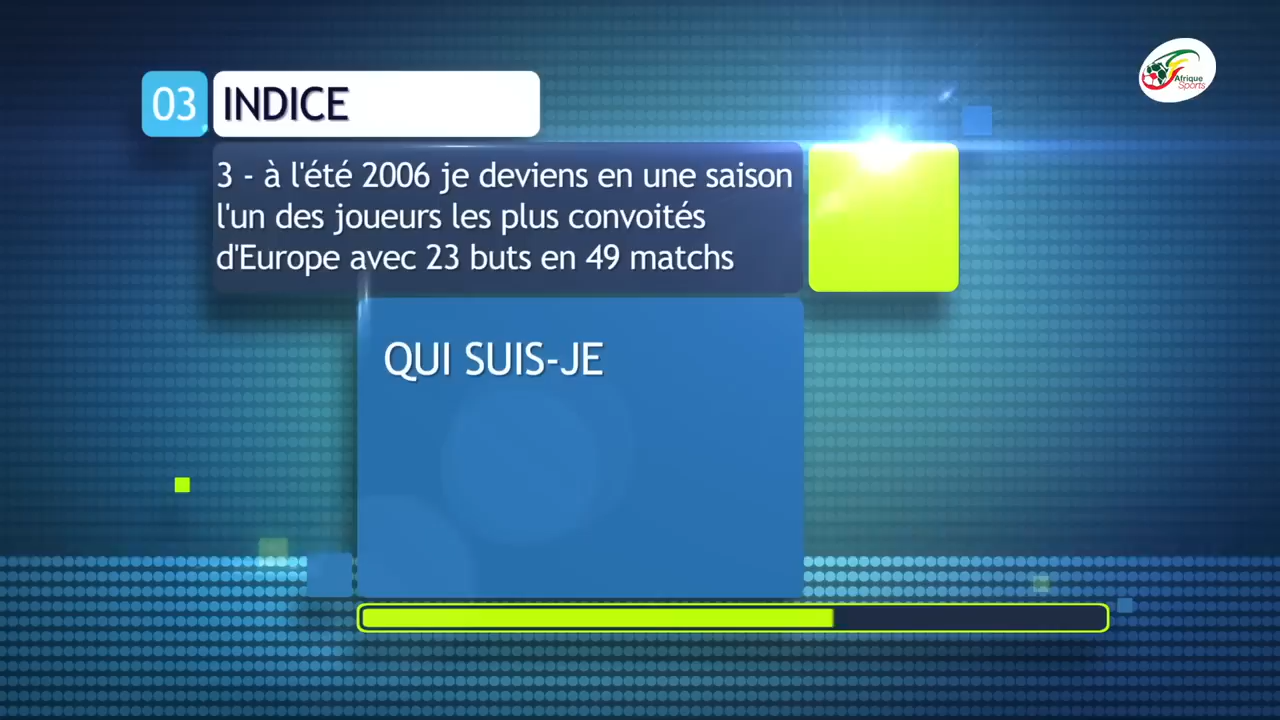 03 INDICE
3 - à l'été 2006 je deviens en une saison
l'un des joueurs les plus convoités
d'Europe avec 23 buts en 49 matchs
QUI SUIS-JE
Afrique
Sports